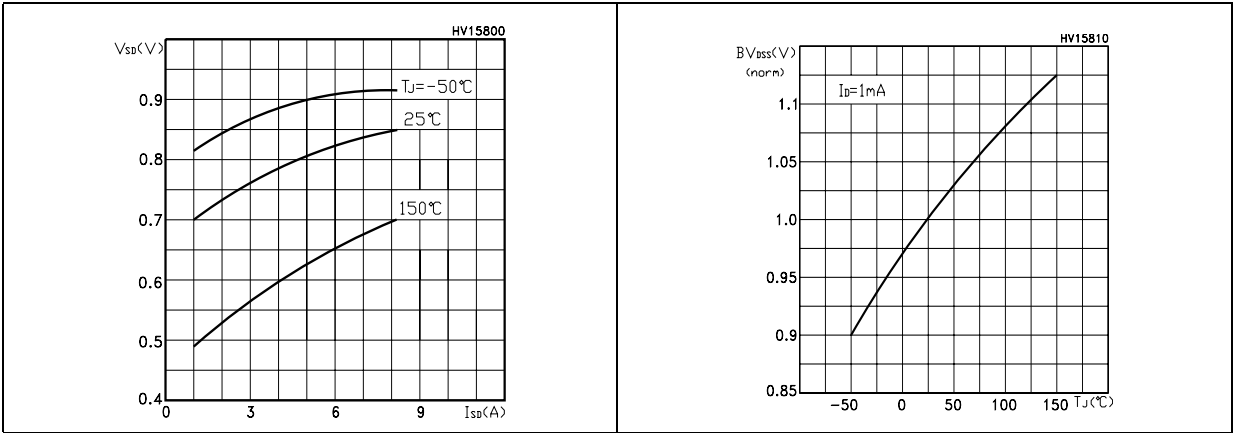 HV15800
VSD(V)
TJ=-50°C
0.9
25°C
0.8
150°C
0.7
0.6
0.5
0.4
0 3 6 9 ISD(A)
HV15810
BVDSS(V)
(norm)
ID=1mA
1.1
1.05
1.0
0.95
0.9
0.85
-50 0 50 100 150 TJ(°C)